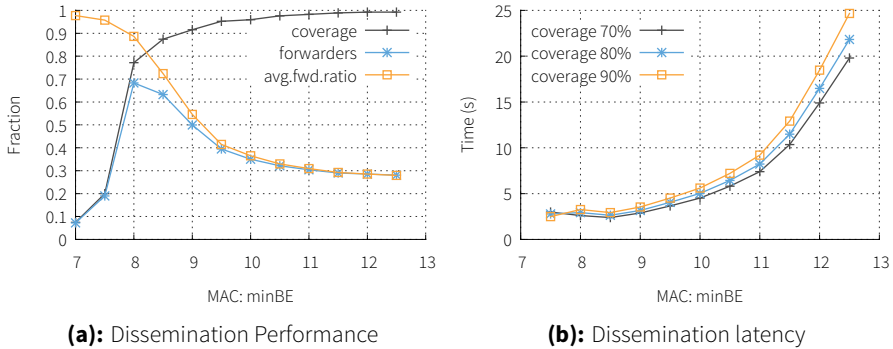 1
0.9
0.8
0.7
0.6
0.5
0.4
0.3
0.2
0.1
0
Fraction
coverage
forwarders
avg.fwd.ratio
7 8 9 10 11 12 13
MAC: minBE
(a): Dissemination Performance
25
20
15
10
5
0
Time (s)
coverage 70%
coverage 80%
coverage 90%
7 8 9 10 11 12 13
MAC: minBE
(b): Dissemination latency